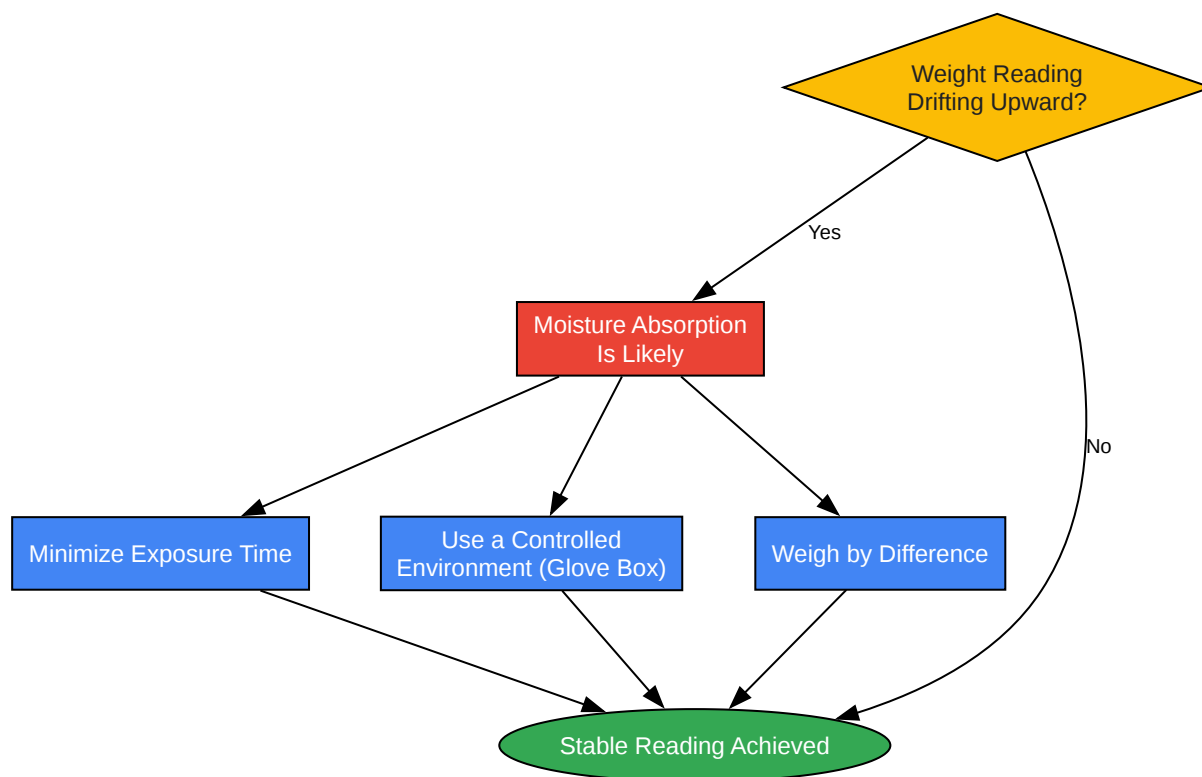 Weight Reading
Drifting Upward?
Yes
Moisture Absorption
Is Likely
No
Minimize Exposure Time
Use a Controlled
Environment (Glove Box)
Weigh by Difference
Stable Reading Achieved